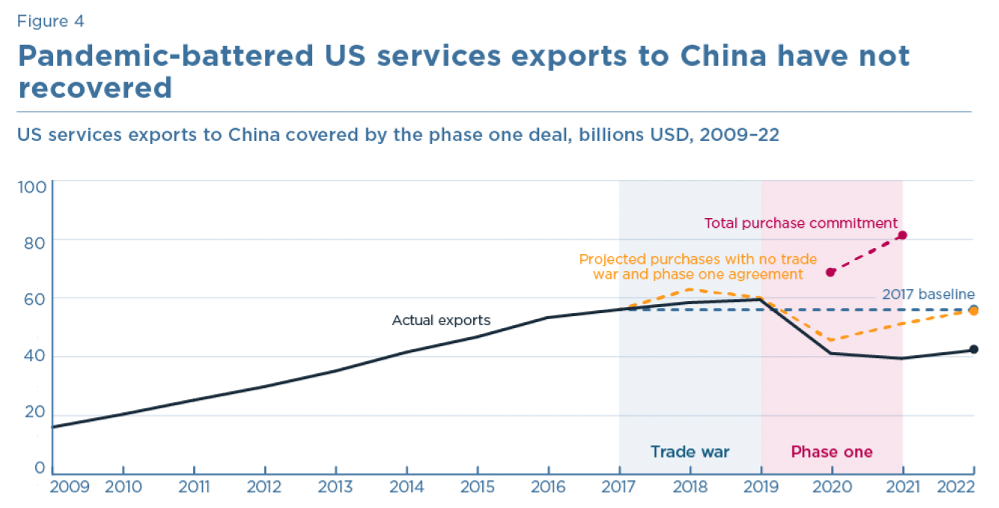 Figure 4
Pandemic-battered US services exports to China have not
recovered
US services exports to China covered by the phase one deal, billions USD, 2009–22
100
80
60
40
20
0
Total purchase commitment
Projected purchases with no trade
war and phase one agreement
2017 baseline
Actual exports
Trade war
Phase one
2009 2010 2011 2012 2013 2014 2015 2016 2017 2018 2019 2020 2021 2022